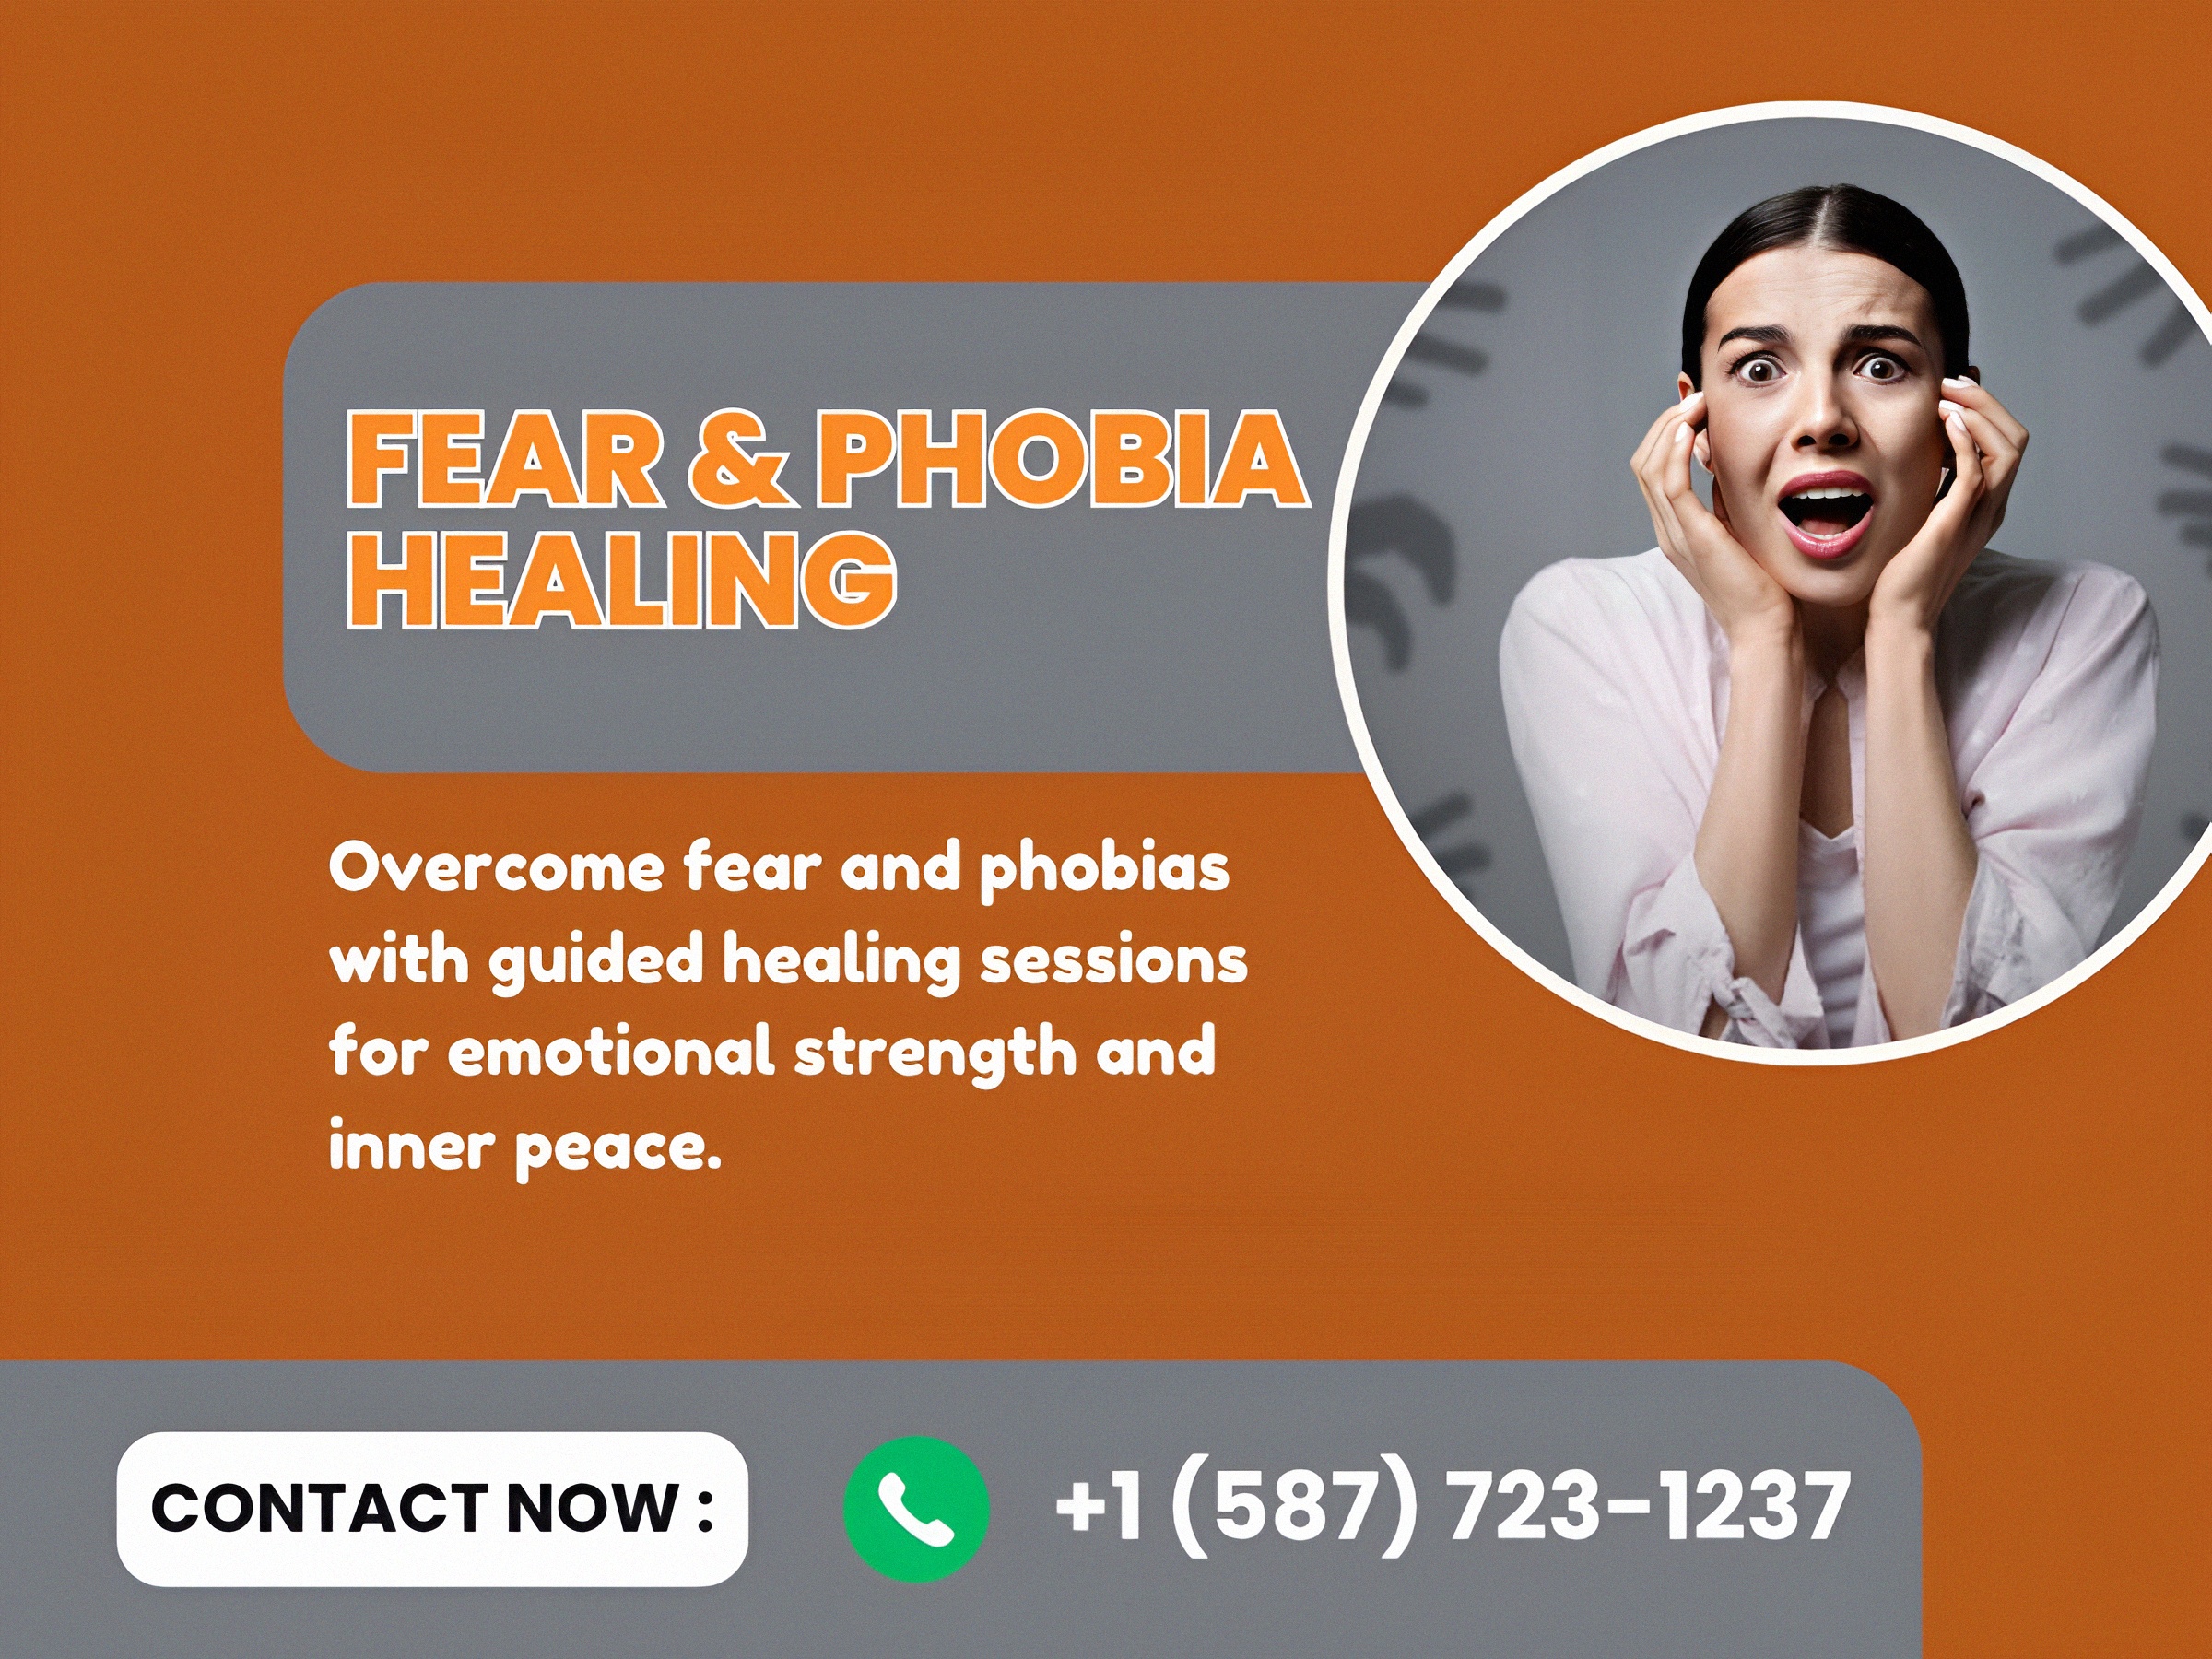 FEAR & PHOBIA
HEALING
Overcome fear and phobias
with guided healing sessions
for emotional strength and
inner peace.
CONTACT NOW :
+1 (587) 723-1237